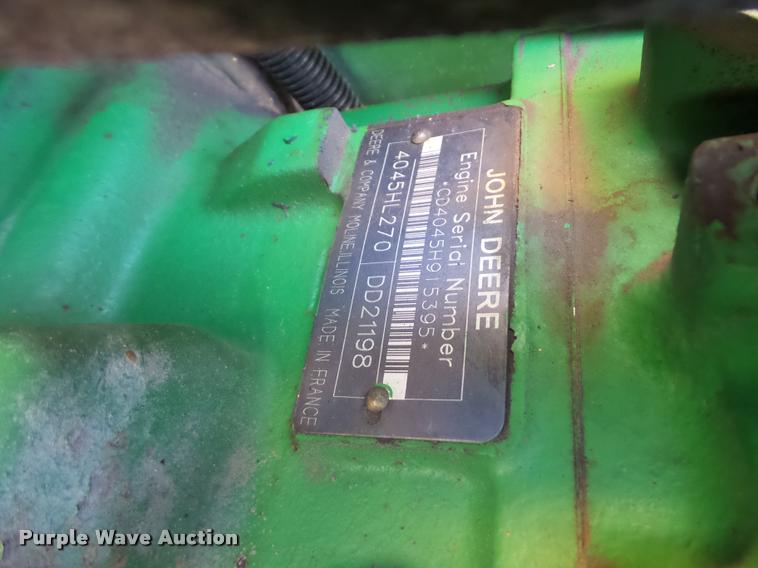 JOHN DEERE
Engine Serial Number
*CD4045H915395*
4045HL270 DD21198
DEERE & COMPANY MOLINE, ILLINOIS MADE IN FRANCE
Purple Wave Auction